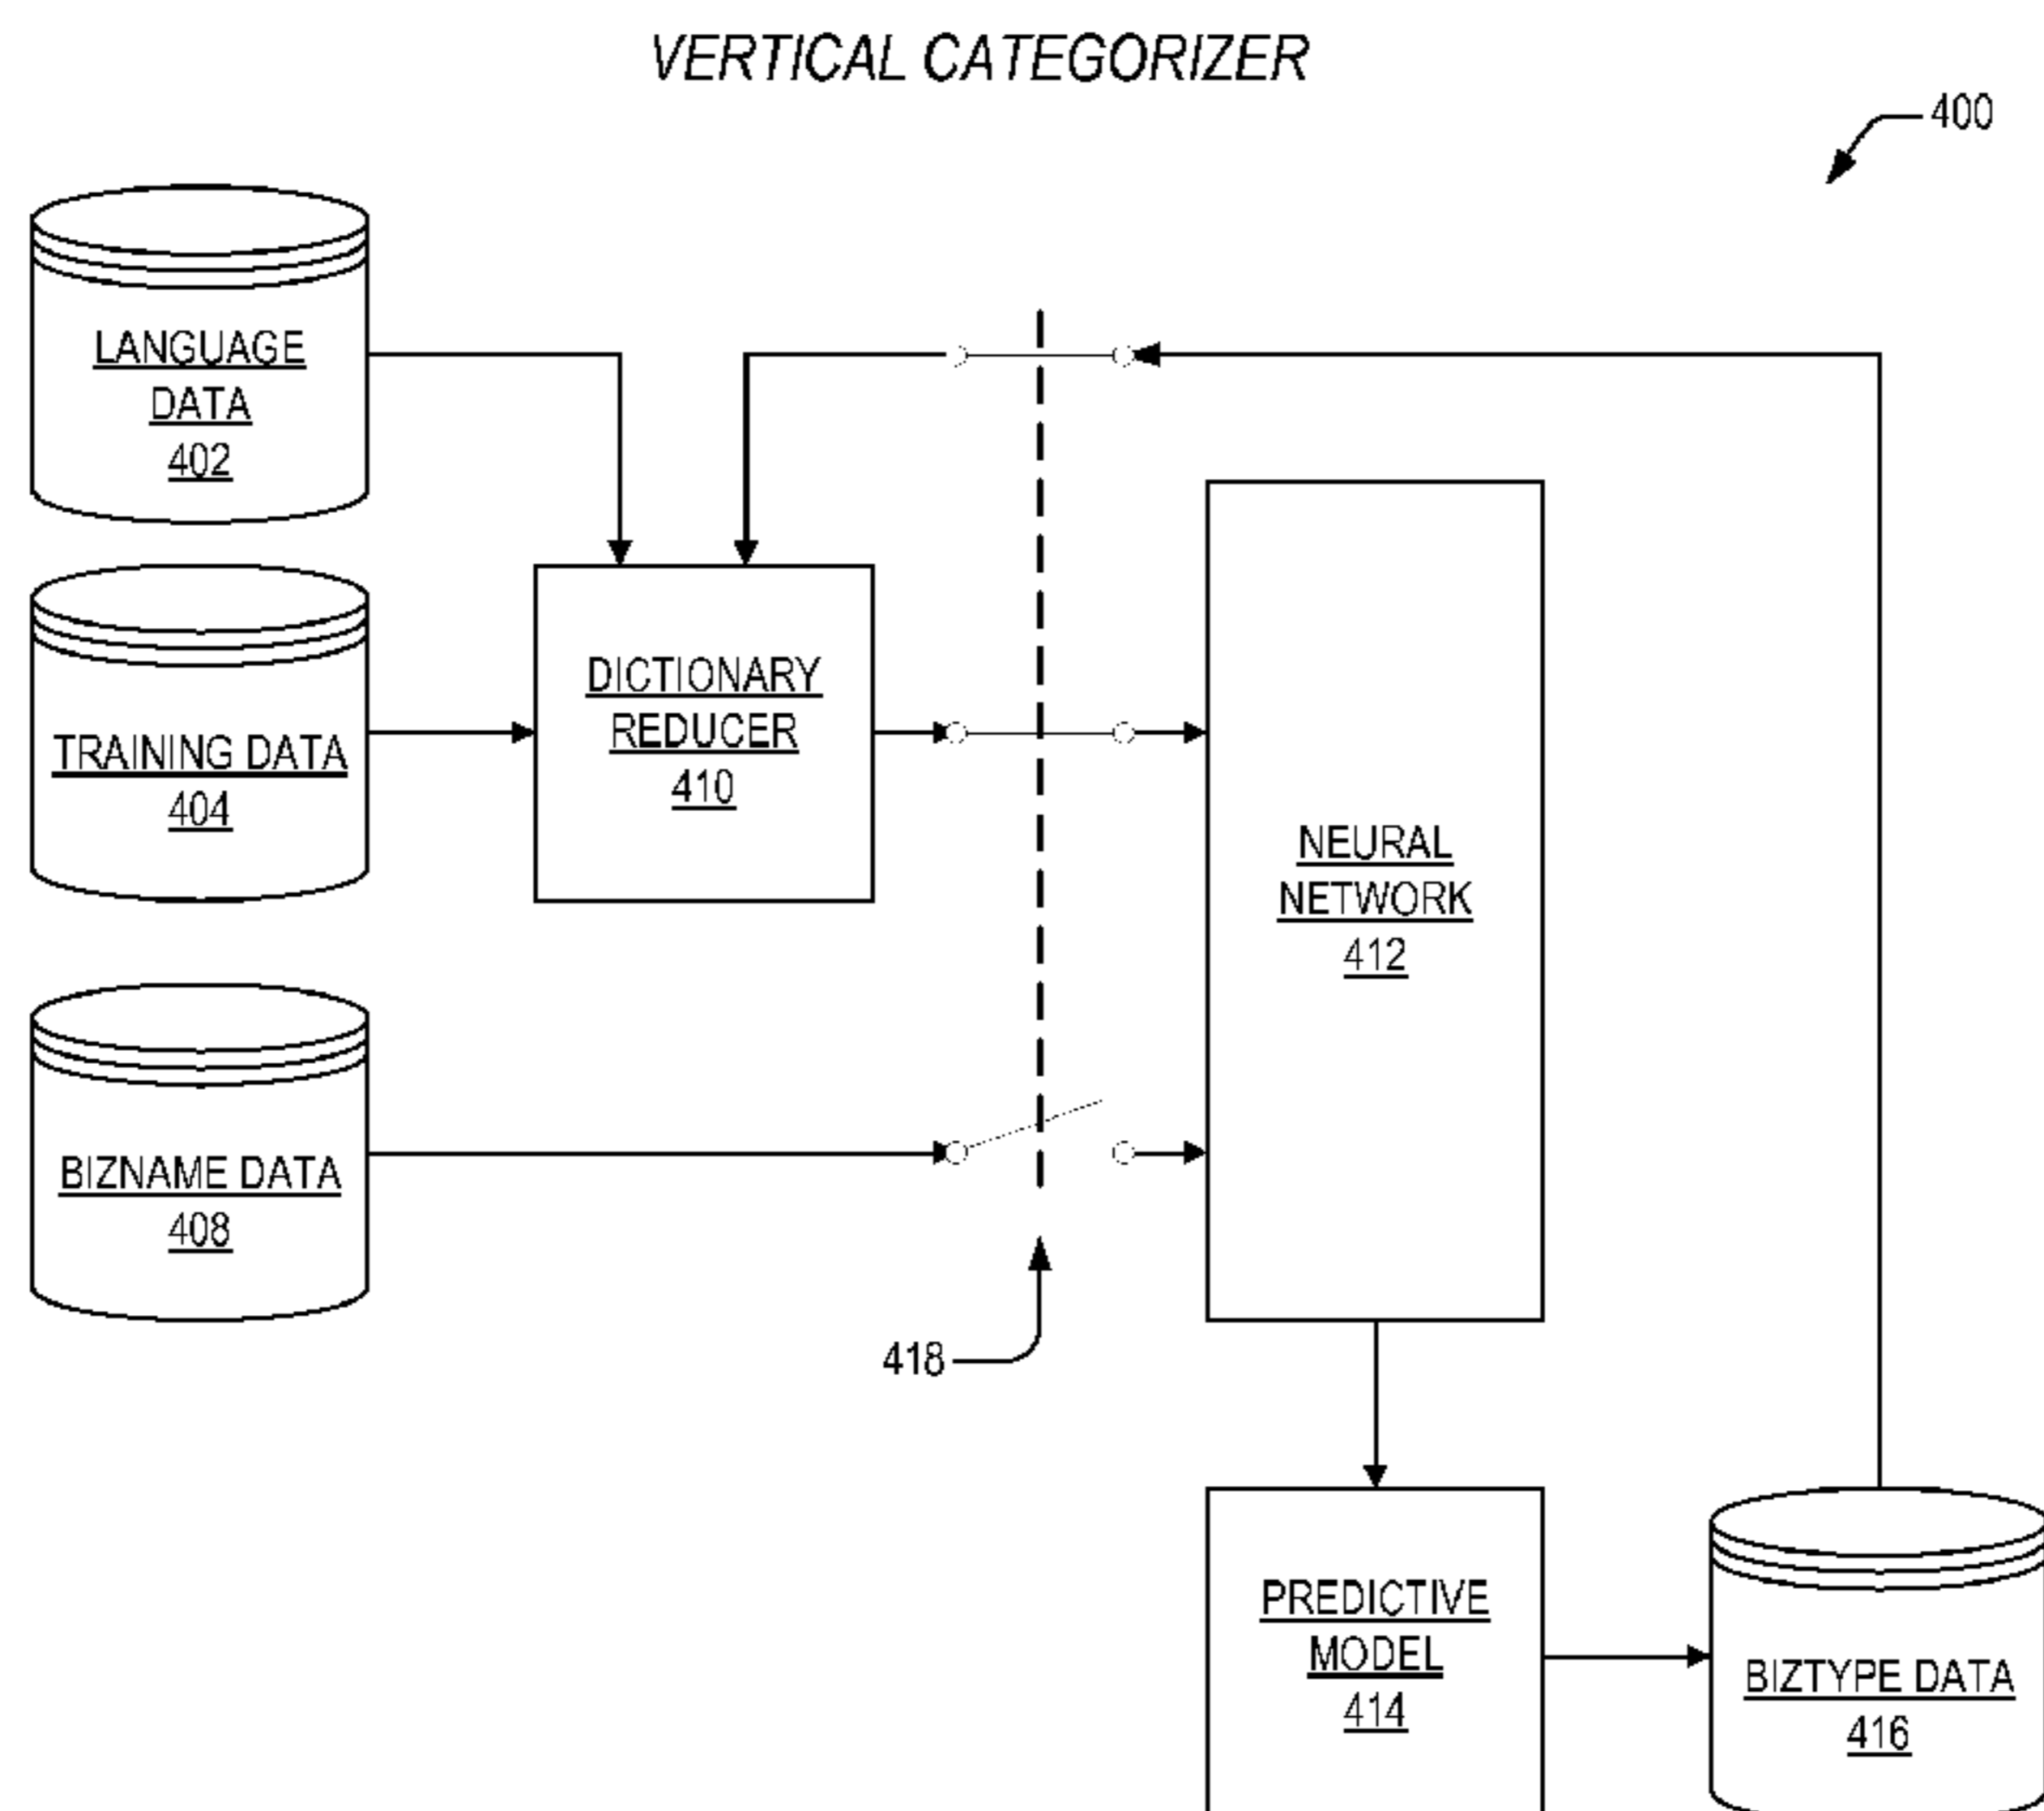 VERTICAL CATEGORIZER
400
LANGUAGE
DATA
402
TRAINING DATA
404
DICTIONARY
REDUCER
410
NEURAL
NETWORK
412
BIZNAME DATA
408
418
PREDICTIVE
MODEL
414
BIZTYPE DATA
416